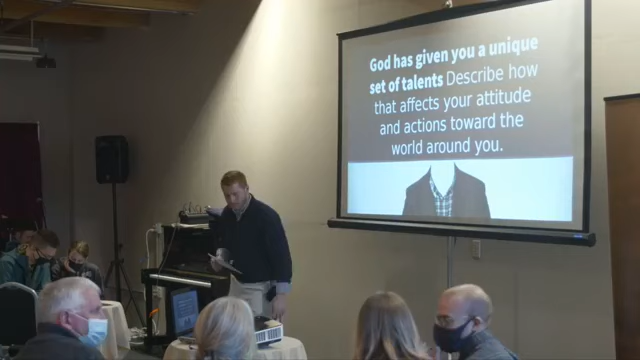 God has given you a unique
set of talents Describe how
that affects your attitude
and actions toward the
world around you.